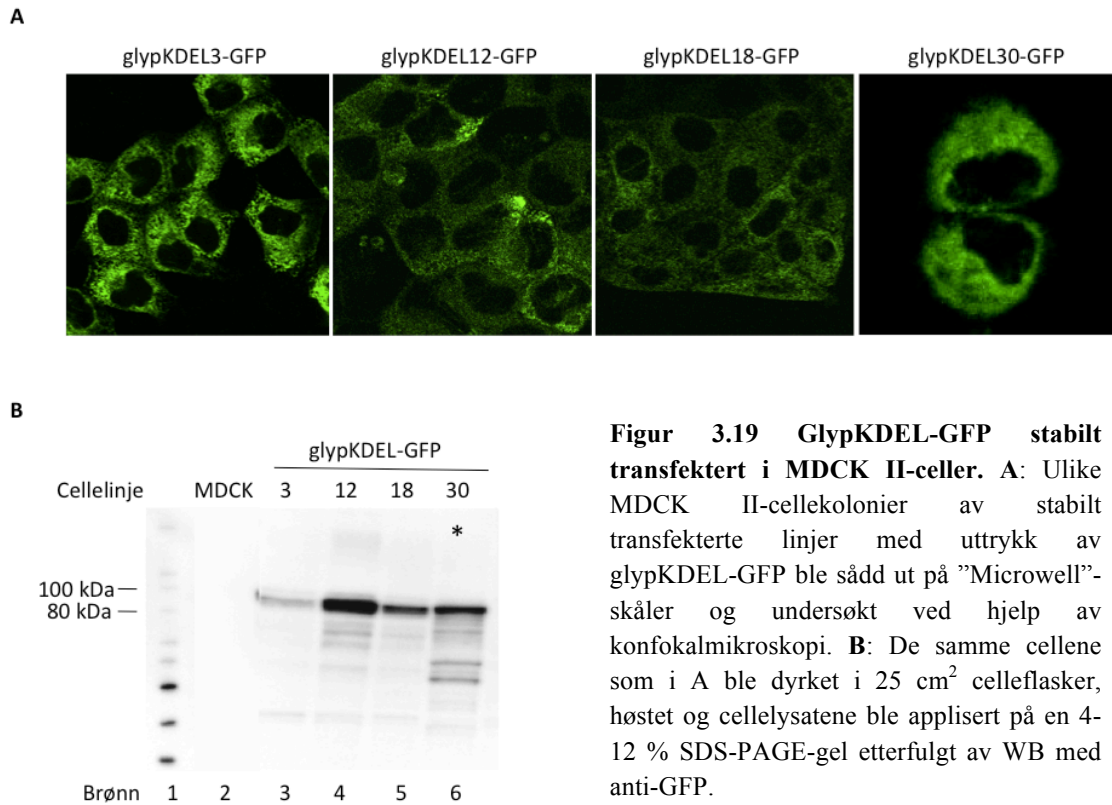 A
glypKDEL3-GFP glypKDEL12-GFP glypKDEL18-GFP glypKDEL30-GFP
B
glypKDEL-GFP
Cellelinje MDCK 3 12 18 30
*
100 kDa
80 kDa
Brønn 1 2 3 4 5 6
Figur 3.19 GlypKDEL-GFP stabilt
transfektert i MDCK II-celler. A: Ulike
MDCK II-cellekolonier av stabilt
transfekterte linjer med uttrykk av
glypKDEL-GFP ble sådd ut på ”Microwell”-
skåler og undersøkt ved hjelp av
konfokalmikroskopi. B: De samme cellene
som i A ble dyrket i 25 cm² celleflasker,
høstet og cellelysatene ble applisert på en 4-
12 % SDS-PAGE-gel etterfulgt av WB med
anti-GFP.